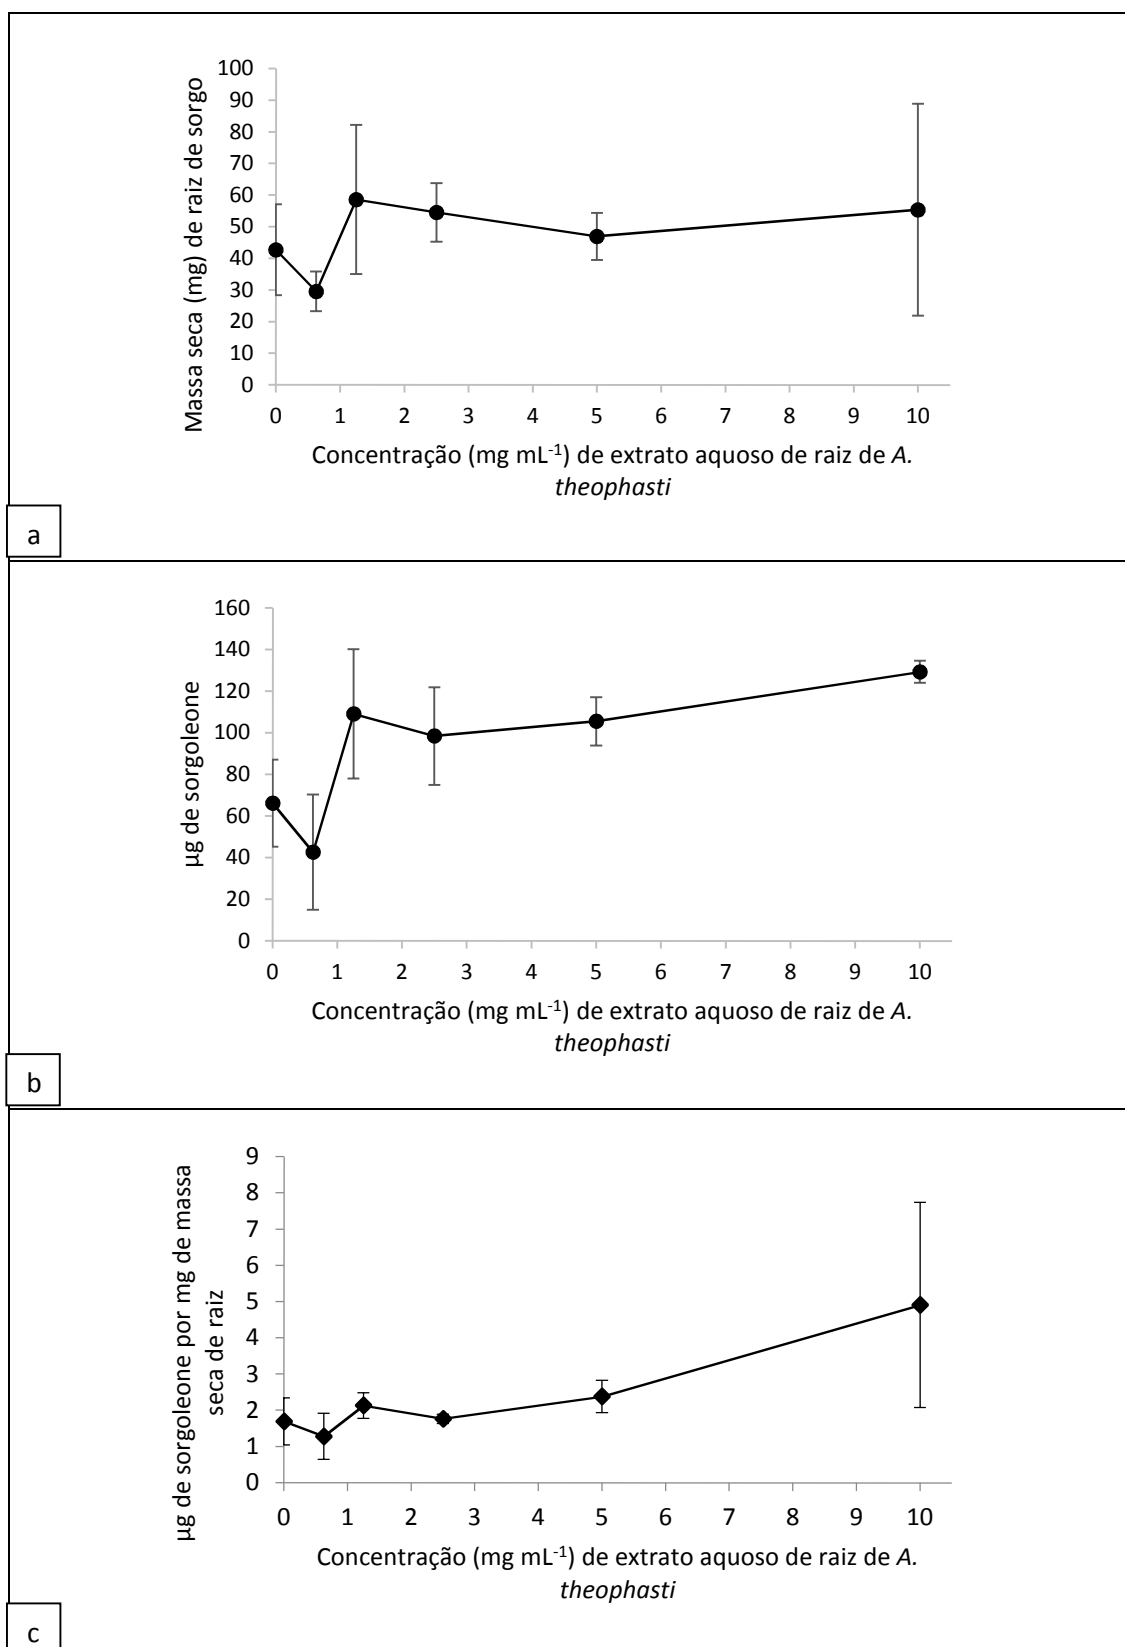 100
90
80
70
60
50
40
30
20
10
0
Massa seca (mg) de raiz de sorgo
0 1 2 3 4 5 6 7 8 9 10
Concentração (mg mL-1) de extrato aquoso de raiz de A.
theophasti
a
160
140
120
100
80
60
40
20
0
µg de sorgoleone
0 1 2 3 4 5 6 7 8 9 10
Concentração (mg mL-1) de extrato aquoso de raiz de A.
theophasti
b
9
8
7
6
5
4
3
2
1
0
µg de sorgoleone por mg de massa
seca de raiz
0 1 2 3 4 5 6 7 8 9 10
Concentração (mg mL-1) de extrato aquoso de raiz de A.
theophasti
c